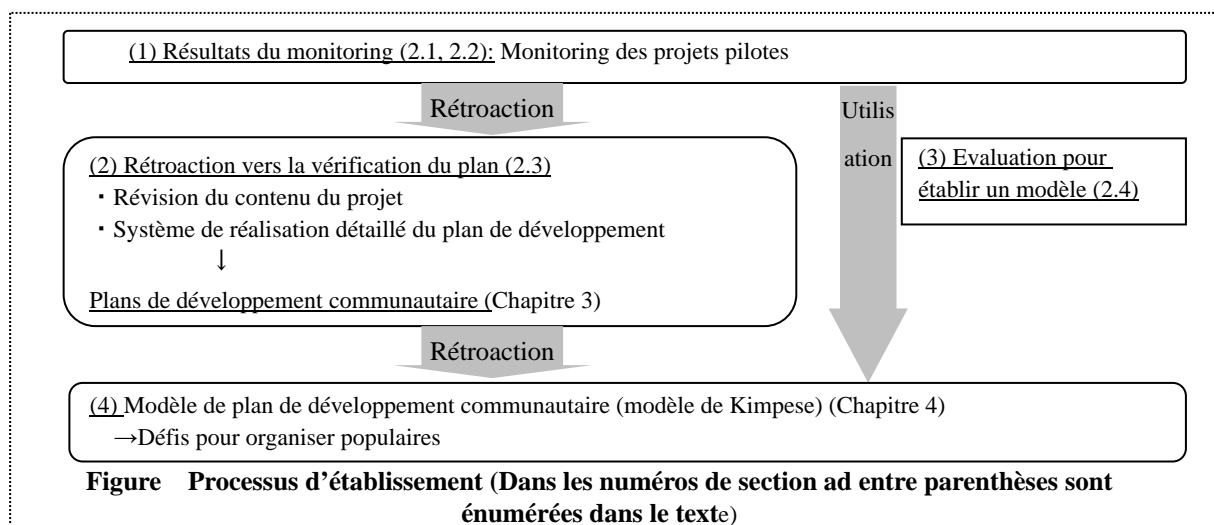 (1) Résultats du monitoring (2.1, 2.2): Monitoring des projets pilotes
Rétroaction
Utilis
ation
(2) Rétroaction vers la vérification du plan (2.3)
・Révision du contenu du projet
・Système de réalisation détaillé du plan de développement
↓
Plans de développement communautaire (Chapitre 3)
(3) Evaluation pour
établir un modèle (2.4)
Rétroaction
(4) Modèle de plan de développement communautaire (modèle de Kimpese) (Chapitre 4)
→Défis pour organiser populaires
Figure Processus d’établissement (Dans les numéros de section ad entre parenthèses sont
énumérées dans le texte)